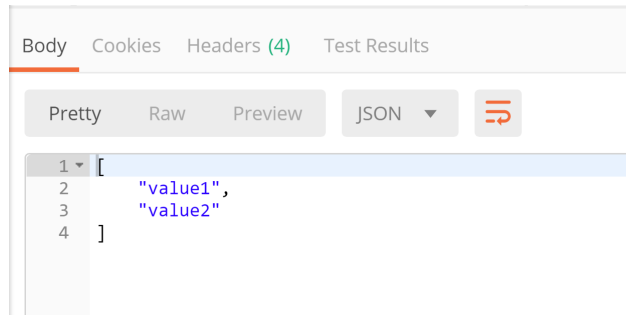 Body Cookies Headers (4) Test Results
Pretty Raw Preview JSON
1 [
2 "value1",
3 "value2"
4 ]